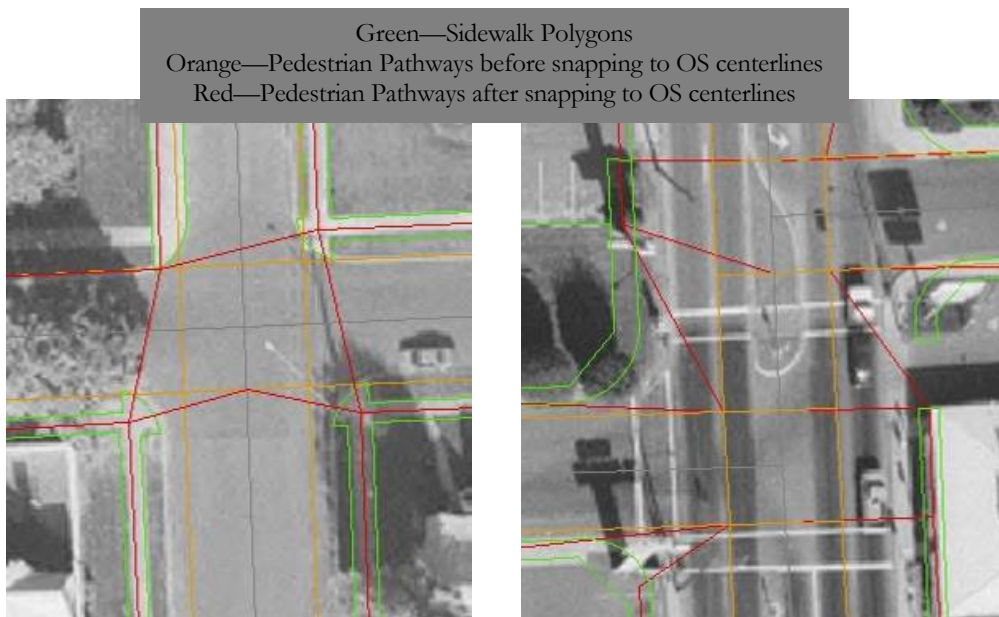 Green—Sidewalk Polygons
Orange—Pedestrian Pathways before snapping to OS centerlines
Red—Pedestrian Pathways after snapping to OS centerlines